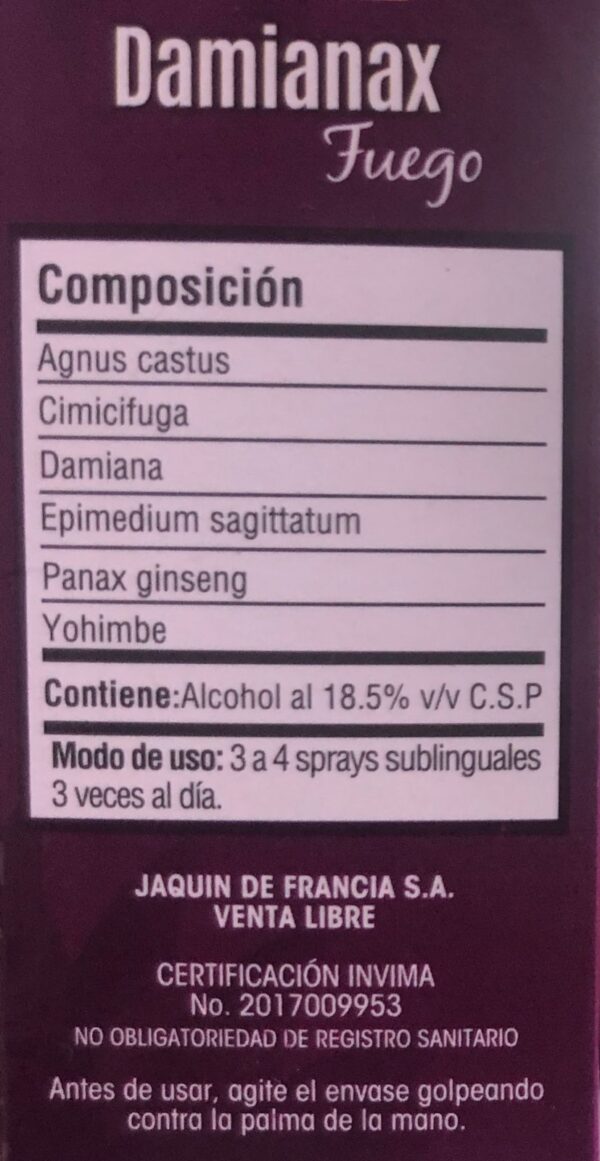 Damianax
Fuego
Composición
Agnus castus
Cimicifuga
Damiana
Epimedium sagittatum
Panax ginseng
Yohimbe
Contiene:Alcohol al 18.5% v/v C.S.P
Modo de uso: 3 a 4 sprays sublinguales
3 veces al día.
JAQUIN DE FRANCIA S.A.
VENTA LIBRE
CERTIFICACIÓN INVIMA
No. 2017009953
NO OBLIGATORIEDAD DE REGISTRO SANITARIO
Antes de usar, agite el envase golpeando
contra la palma de la mano.